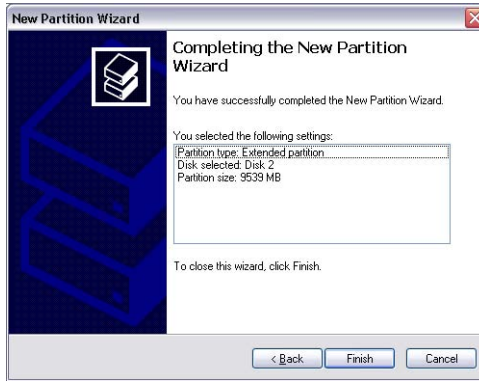 New Partition Wizard
Completing the New Partition
Wizard
You have successfully completed the New Partition Wizard.
You selected the following settings:
Partition type: Extended partition
Disk selected: Disk 2
Partition size: 9539 MB
To close this wizard, click Finish.
< Back
Finish
Cancel